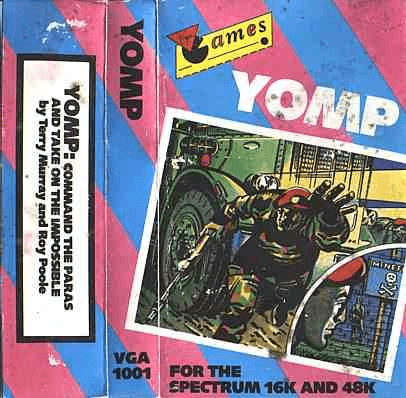 YOMP: COMMAND THE PARAS
AND TAKE ON THE IMPOSSIBLE
by Terry Murray and Roy Poole
YOMP
VGA
1001
Games
YOMP
MINES
FOR THE
SPECTRUM 16K AND 48K